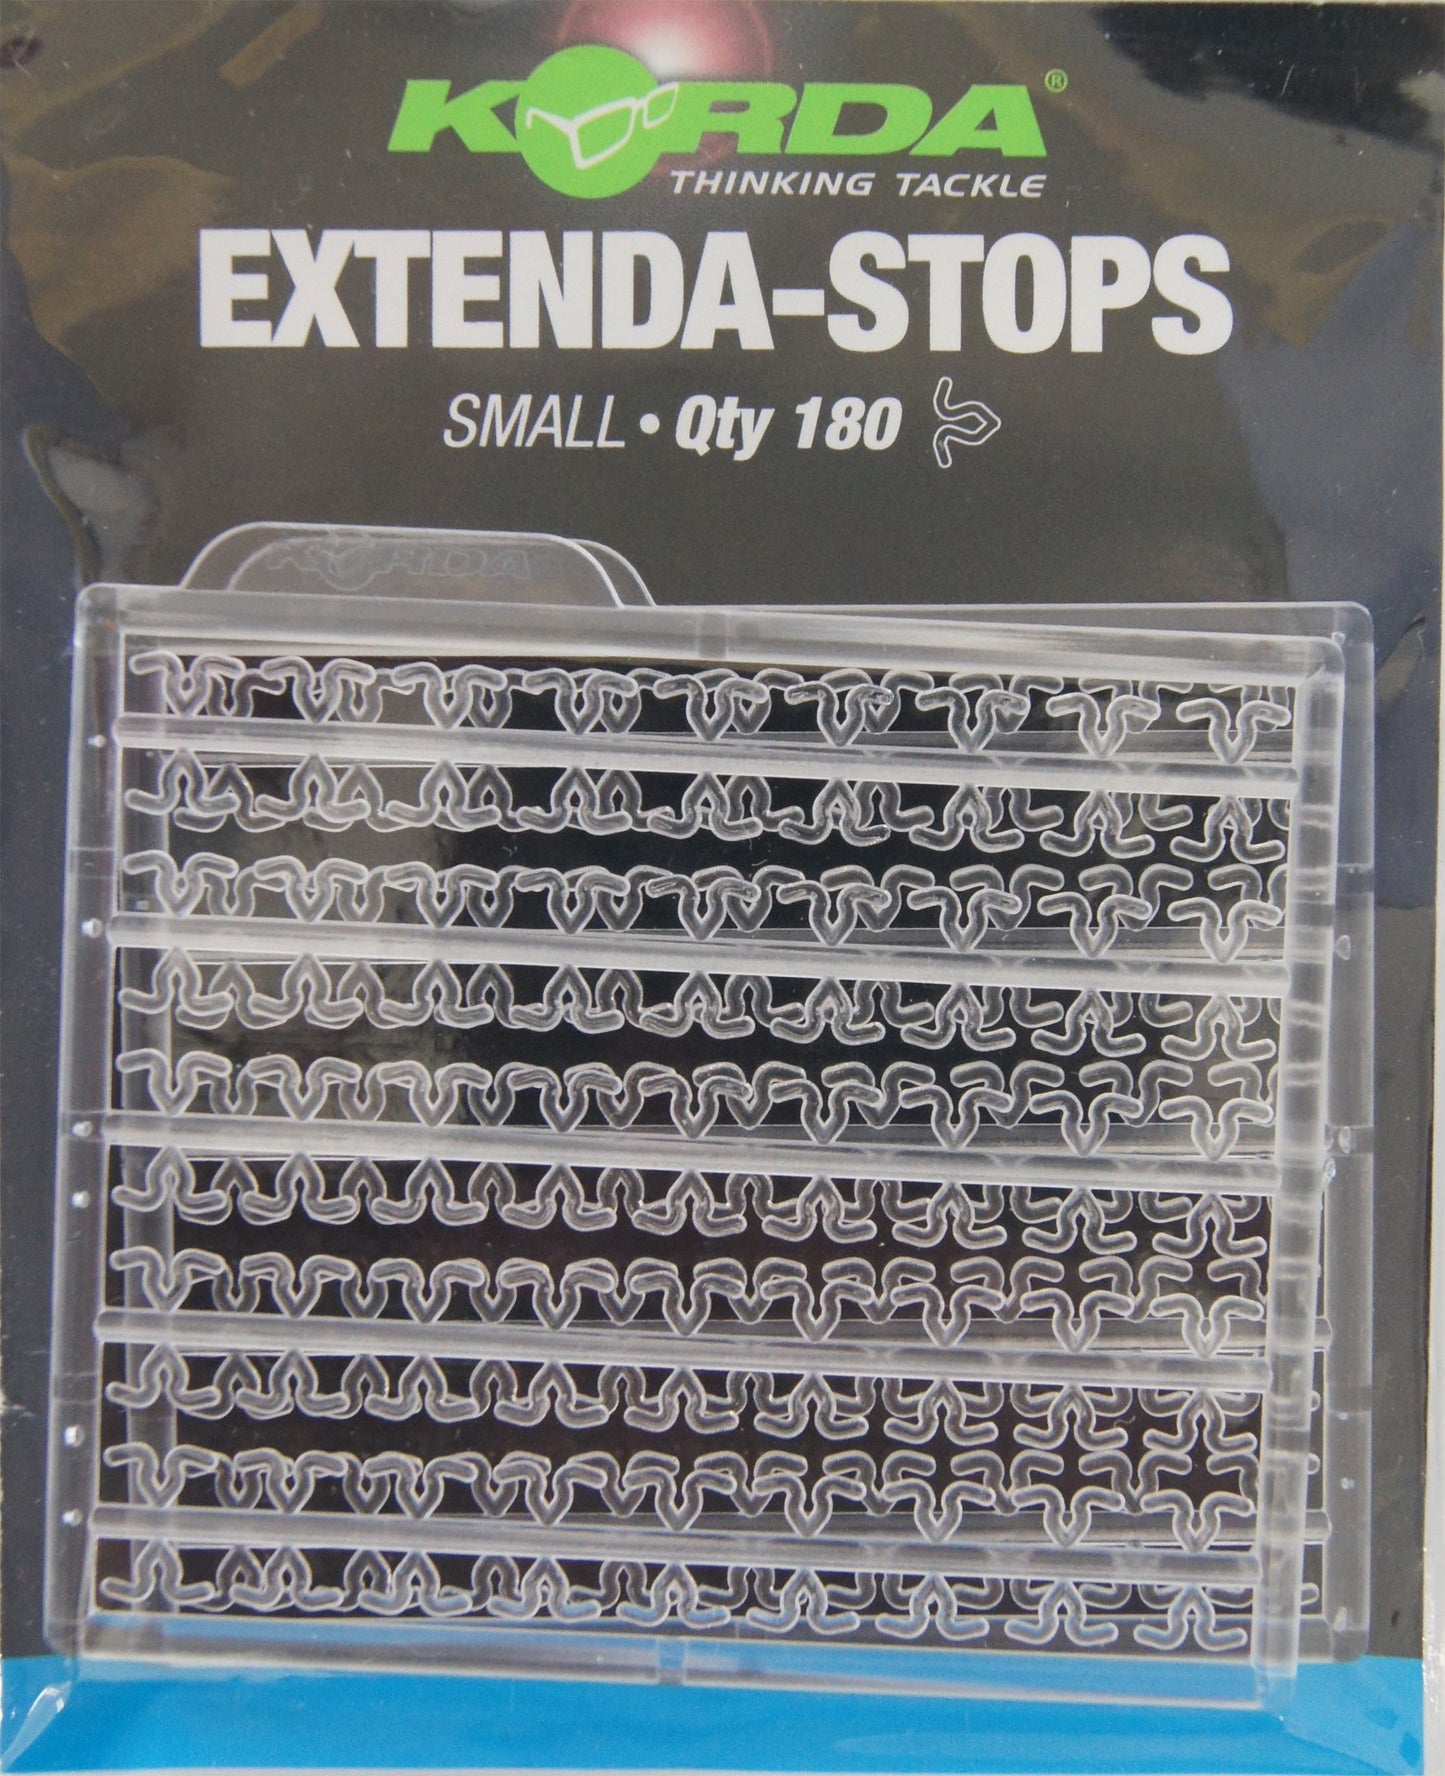 KORDA®
THINKING TACKLE
EXTENDA-STOPS
SMALL • Qty 180
KORDA